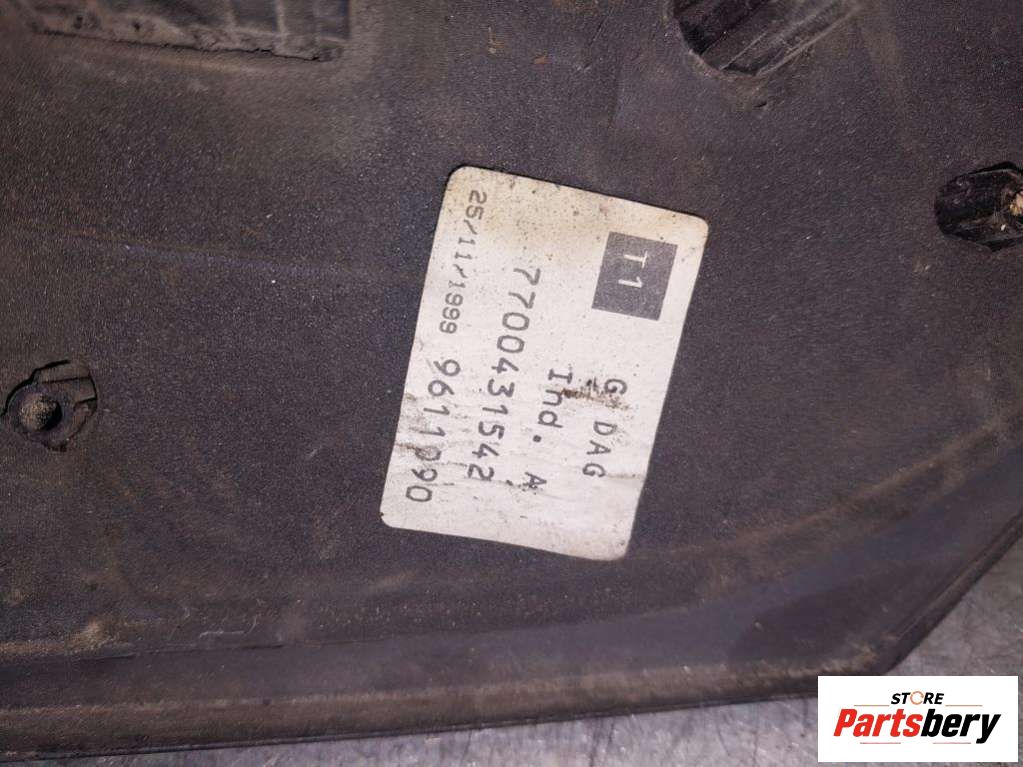 T1
G DAG
Ind. A
7700431542
25/11/1999 9611090
STORE
Partsbery